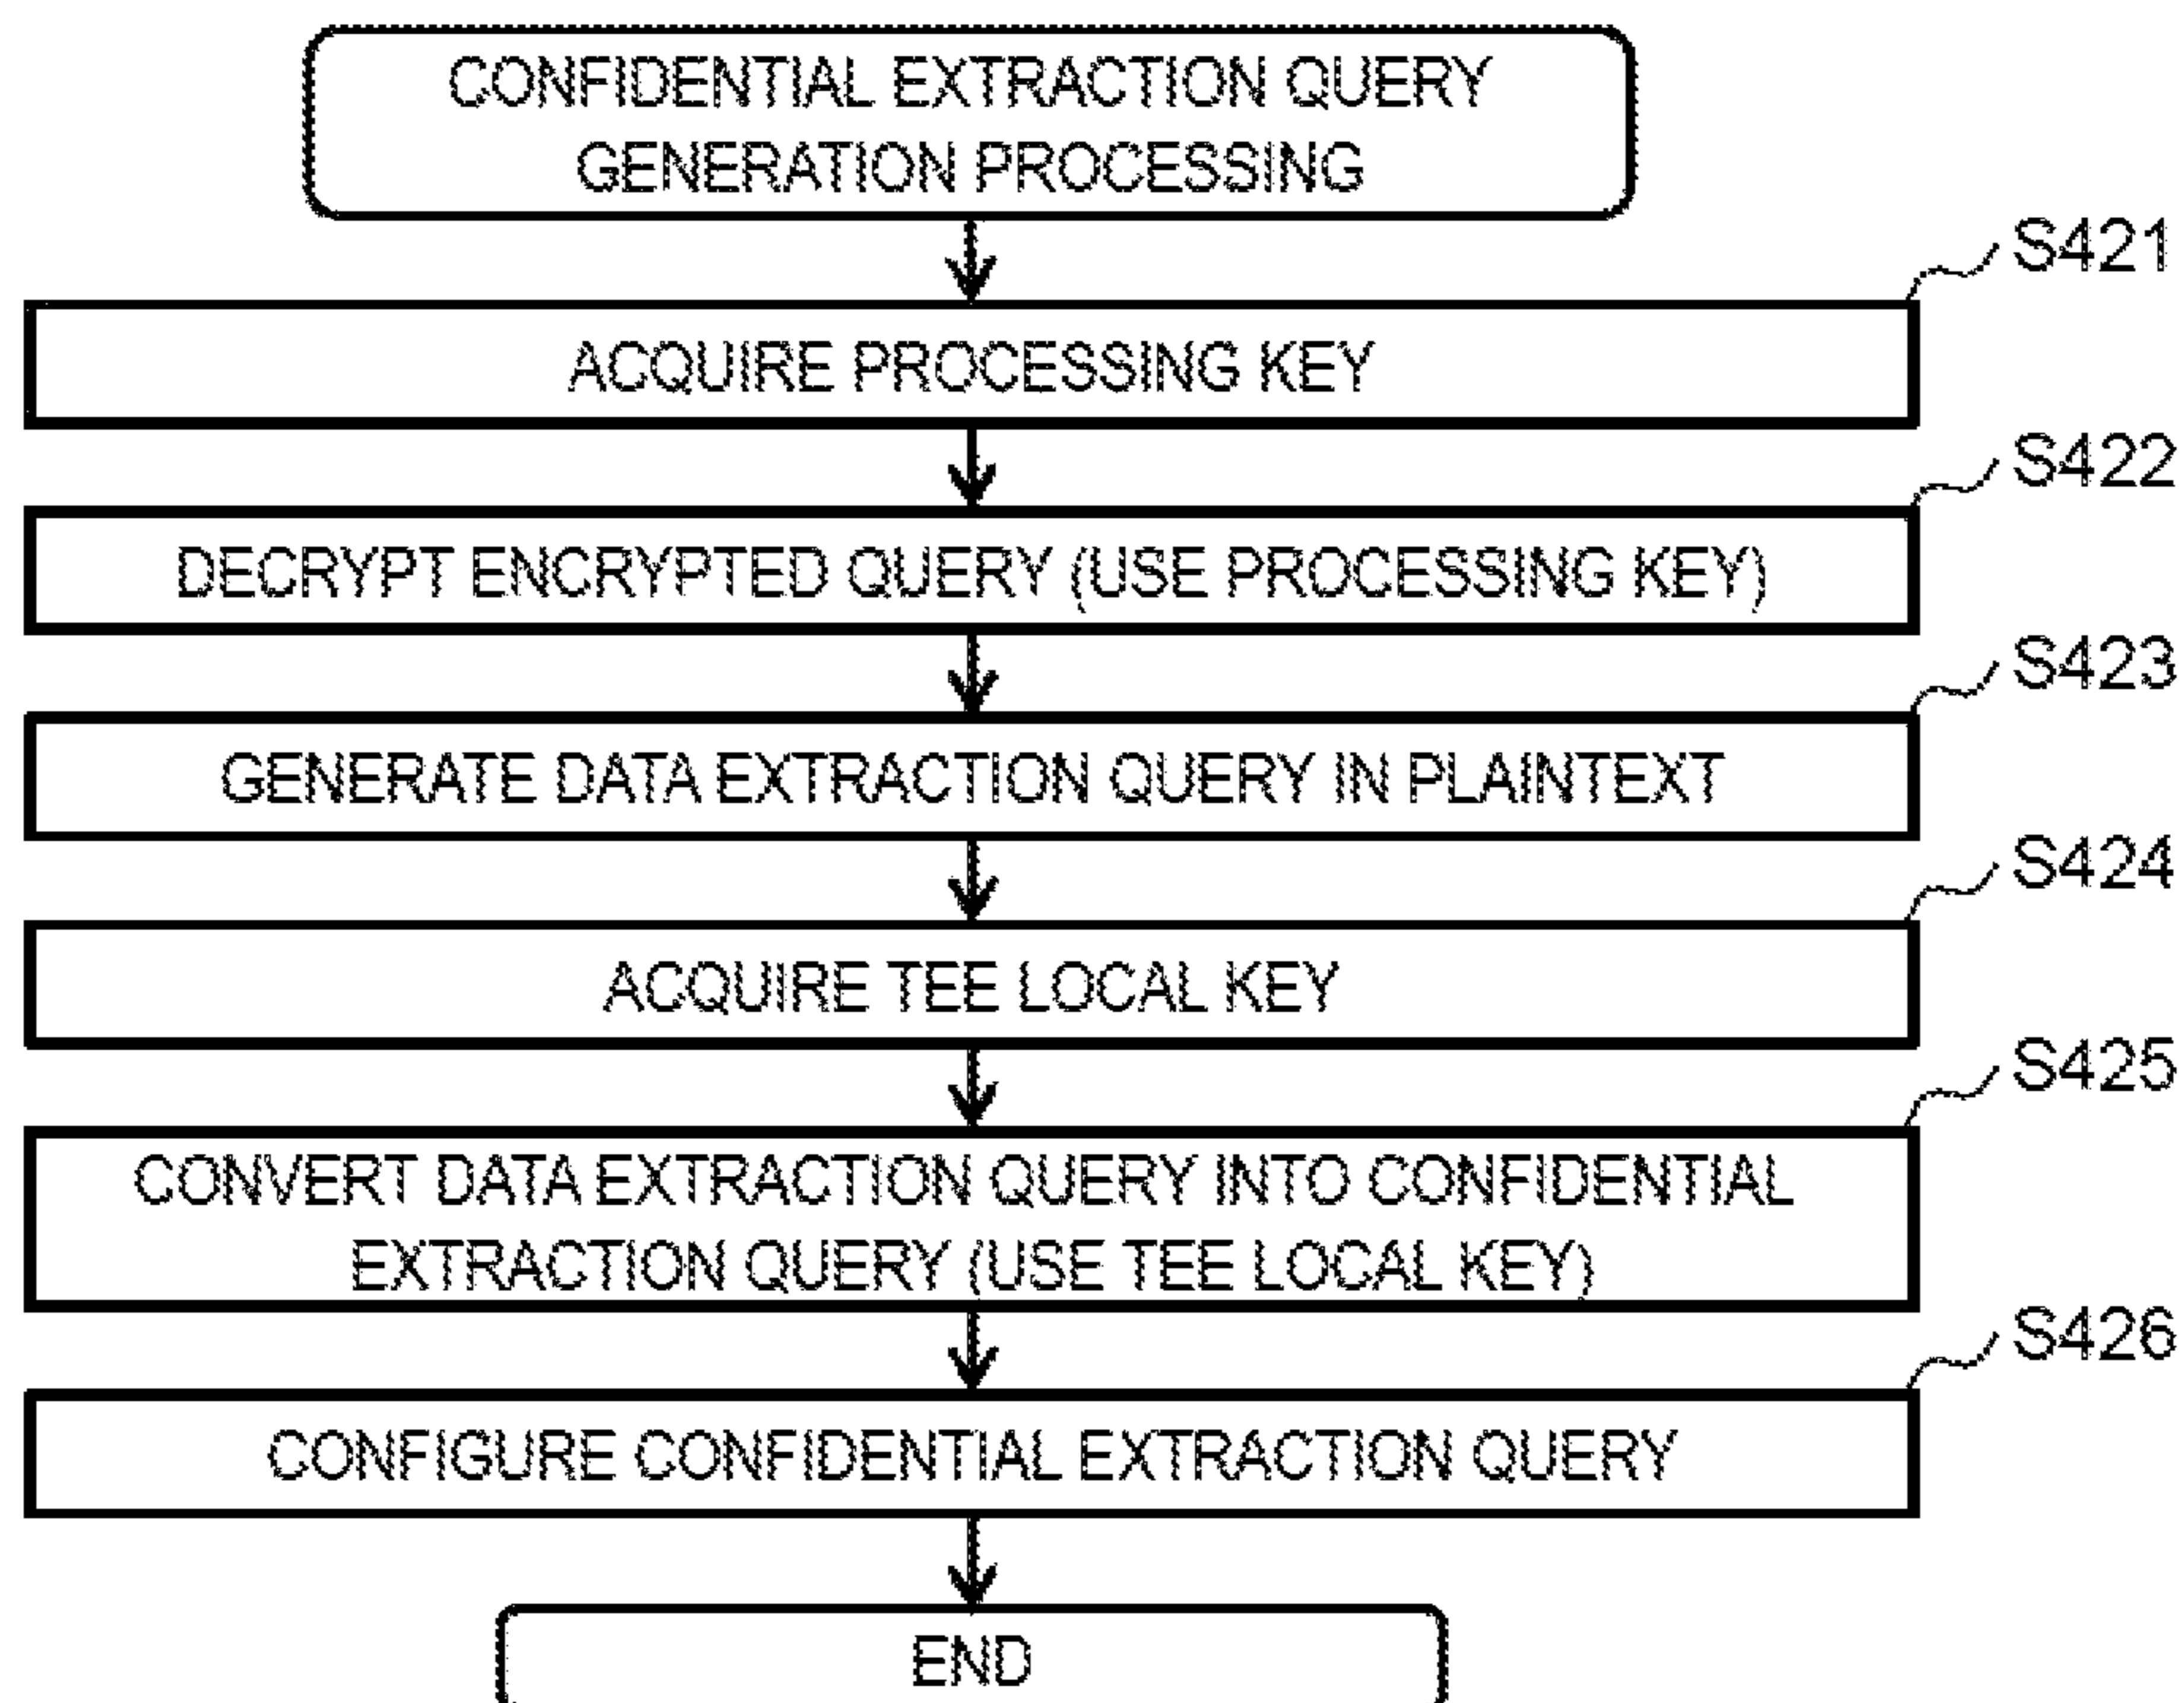 CONFIDENTIAL EXTRACTION QUERY
GENERATION PROCESSING
S421
ACQUIRE PROCESSING KEY
S422
DECRYPT ENCRYPTED QUERY (USE PROCESSING KEY)
S423
GENERATE DATA EXTRACTION QUERY IN PLAINTEXT
S424
ACQUIRE TEE LOCAL KEY
S425
CONVERT DATA EXTRACTION QUERY INTO CONFIDENTIAL
EXTRACTION QUERY (USE TEE LOCAL KEY)
S426
CONFIGURE CONFIDENTIAL EXTRACTION QUERY
END